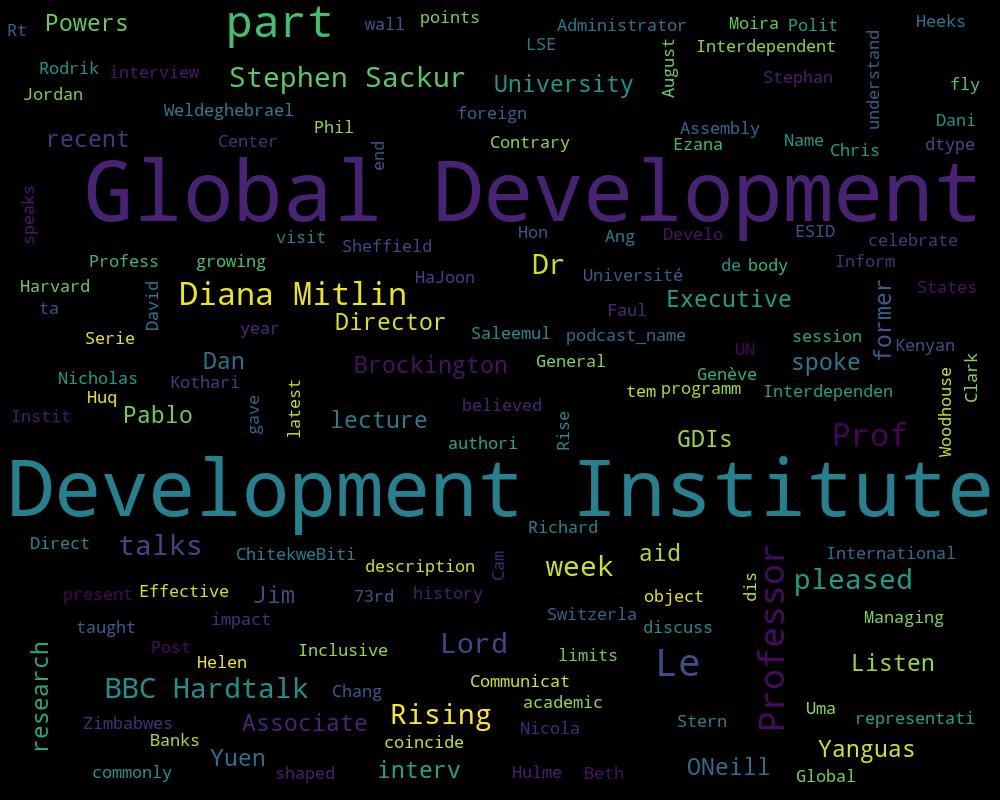 Rt Powers part wall points Administrator Moira Polit Heeks
LSE Interdependent
Rodrik interview Stephen Sackur University August Stephan understand fly
Jordan
Weldeghebrael foreign Dani
recent Center Phil end Contrary Assembly Ezana Name Chris dtype
Global Development
speaks visit Sheffield Hon Ang Develo ESID celebrate
Profess growing HaJoon Dr Université de body Inform
Harvard David Diana Mitlin Executive former States
ta Faul
Serie year Director Saleemul podcast_name session Kenyan
Dan Brockington General UN spoke Clark
Nicholas Kothari Genève
Huq latest tem programm Interdependen Woodhouse
Instit Pablo gave lecture believed Rise Prof
authori GDIs
Development Institute
Richard
Direct talks ChitekweBiti description Cam week aid International
present Effective Jim 73rd history object dis Professor pleased
taught impact Switzerla discuss Managing
research Post Inclusive Lord limits Le Listen
Helen
BBC Hardtalk Chang Communicat
academic
Zimbabwes Associate Rising Nicola Stern Uma representati
Banks coincide Yanguas
commonly Yuen shaped interv Hulme Beth ONeill Global